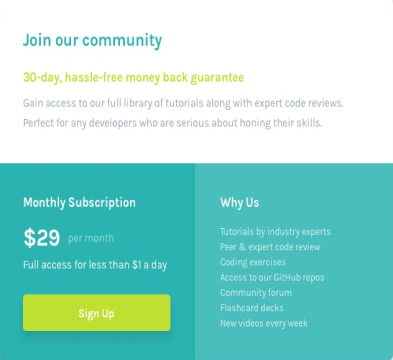 Join our community
30-day, hassle-free money back guarantee
Gain access to our full library of tutorials along with expert code reviews.
Perfect for any developers who are serious about honing their skills.
Monthly Subscription
$29 per month
Full access for less than $1 a day
Sign Up
Why Us
Tutorials by industry experts
Peer & expert code review
Coding exercises
Access to our GitHub repos
Community forum
Flashcard decks
New videos every week